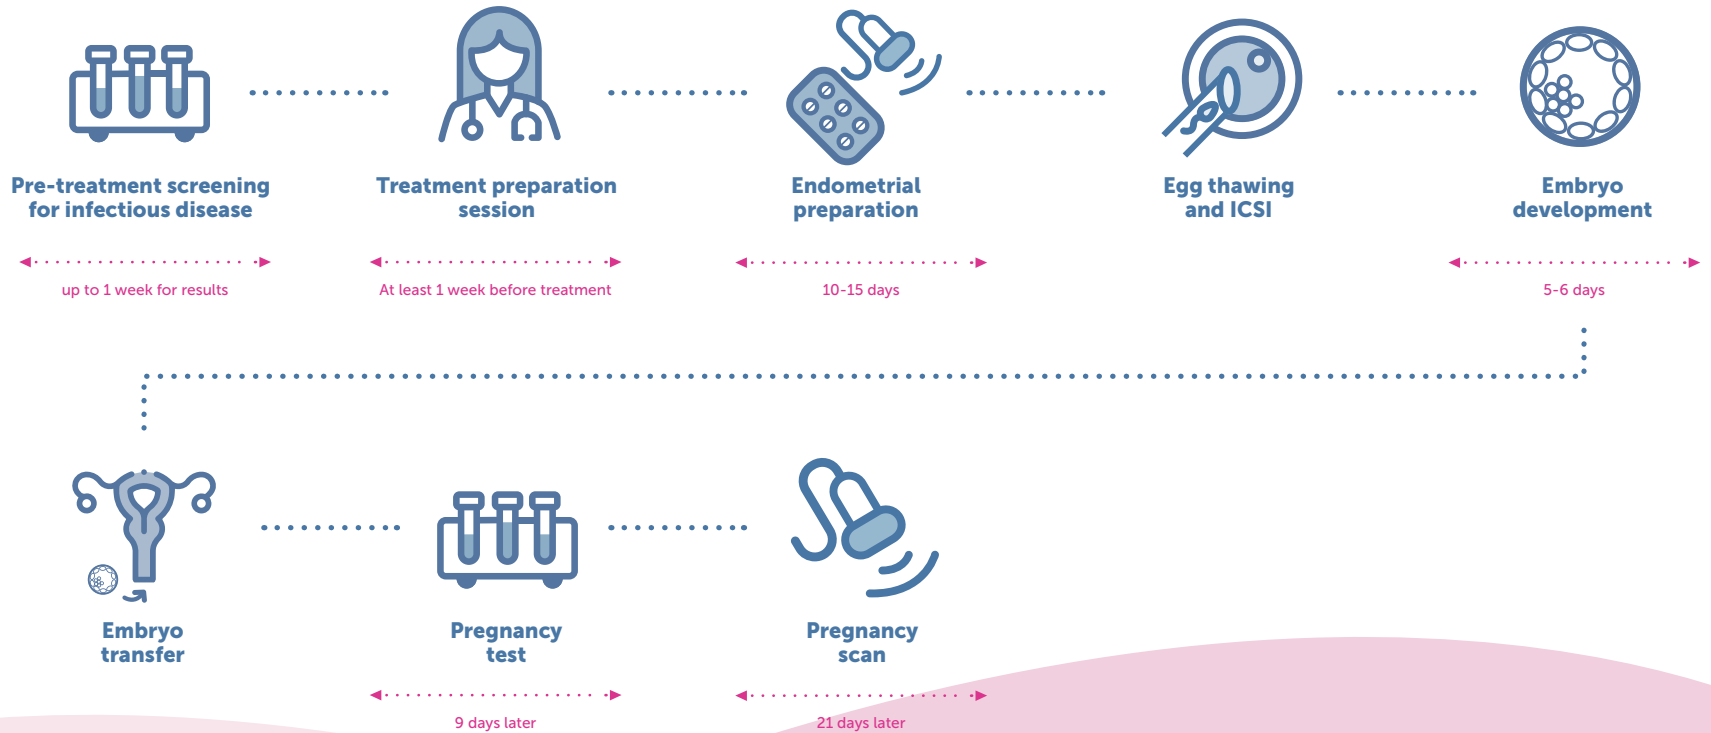 Pre-treatment screening
for infectious disease
up to 1 week for results
Treatment preparation
session
At least 1 week before treatment
Endometrial
preparation
10-15 days
Egg thawing
and ICSI
Embryo
development
5-6 days
Embryo
transfer
Pregnancy
test
9 days later
Pregnancy
scan
21 days later